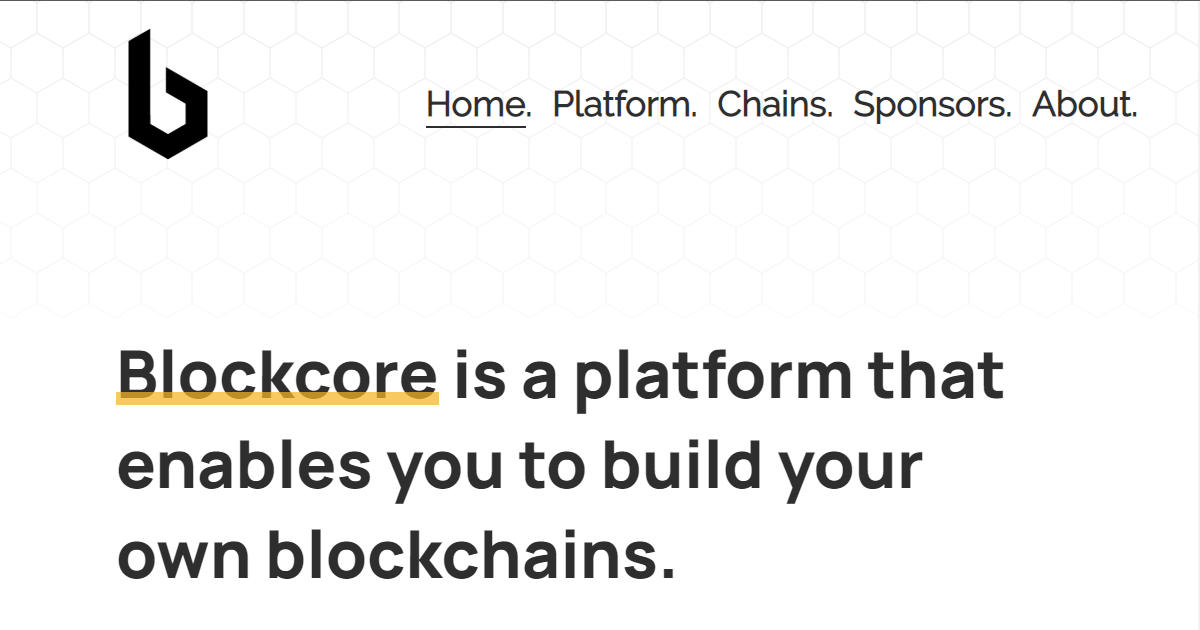 Home. Platform. Chains. Sponsors. About.
Blockcore is a platform that
enables you to build your
own blockchains.